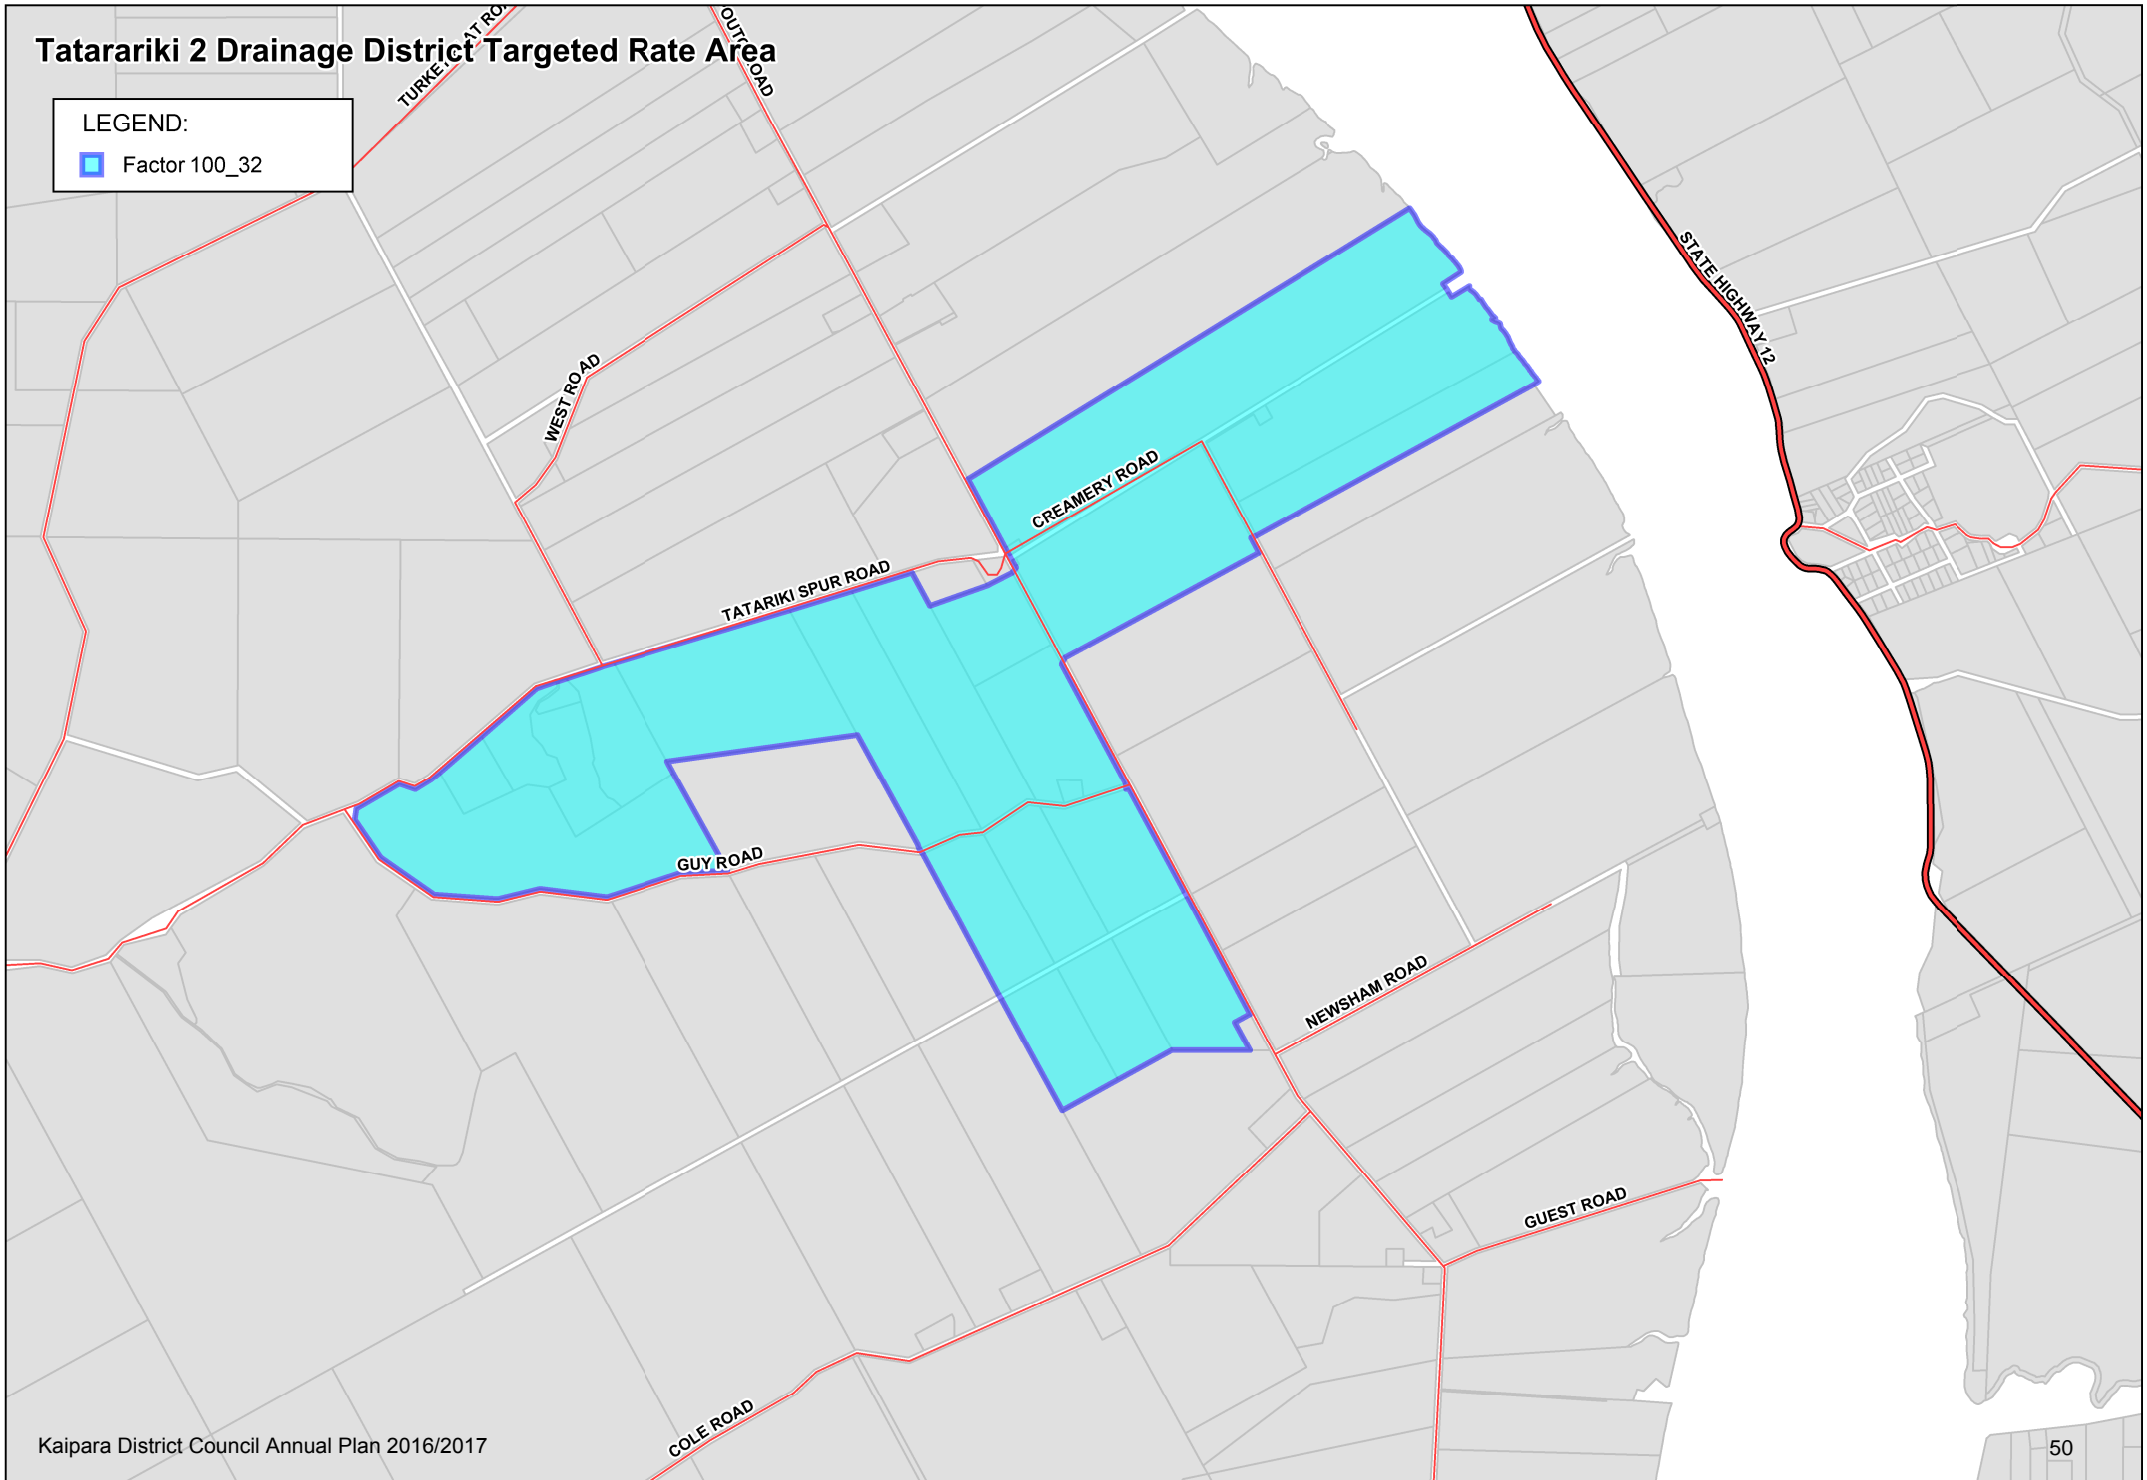 Tatarariki 2 Drainage District Targeted Rate Area
LEGEND:
Factor 100_32
ROAD
WEST ROAD
STATE HIGHWAY 12
CREAMERY ROAD
TATARIKI SPUR ROAD
GUY ROAD
NEWSHAM ROAD
GUEST ROAD
COLE ROAD
Kaipara District Council Annual Plan 2016/2017
50